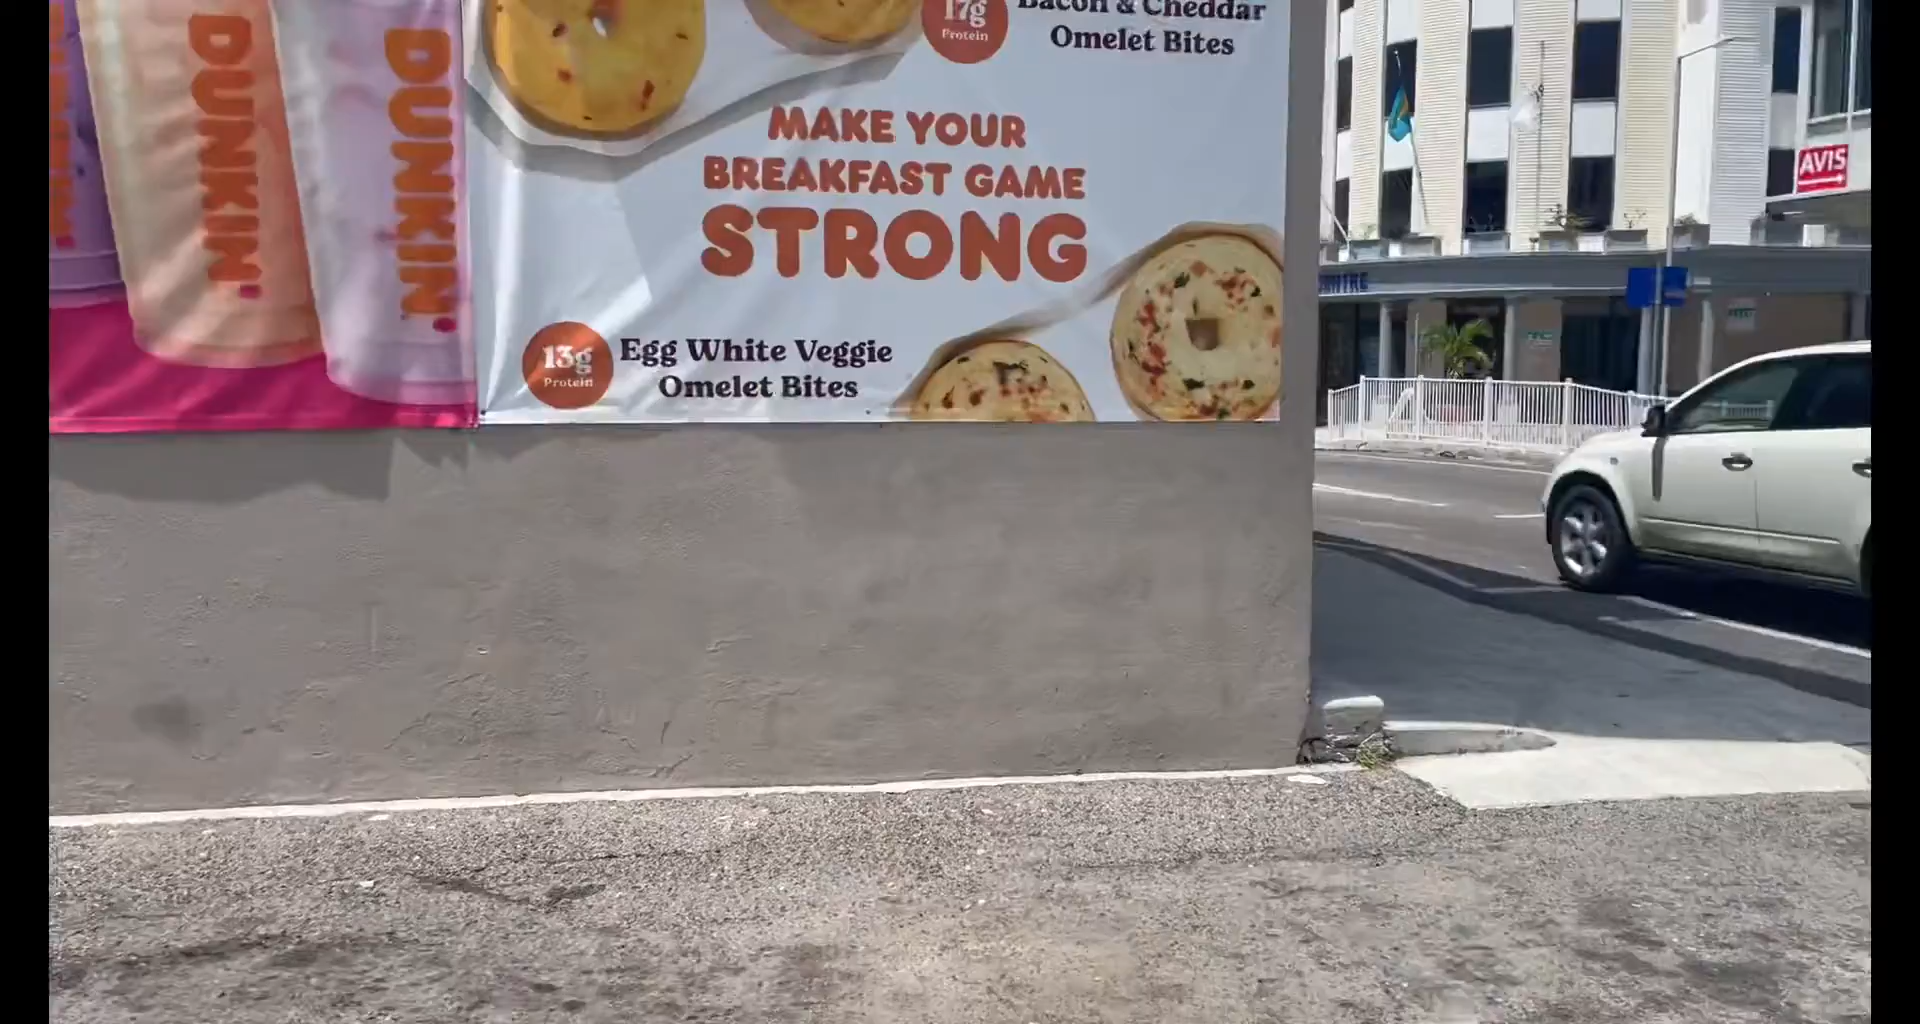 DUNKIN'
DUNKIN'
17g
Protein
Bacon & Cheddar
Omelet Bites
MAKE YOUR
BREAKFAST GAME
STRONG
13g
Protein
Egg White Veggie
Omelet Bites
AVIS